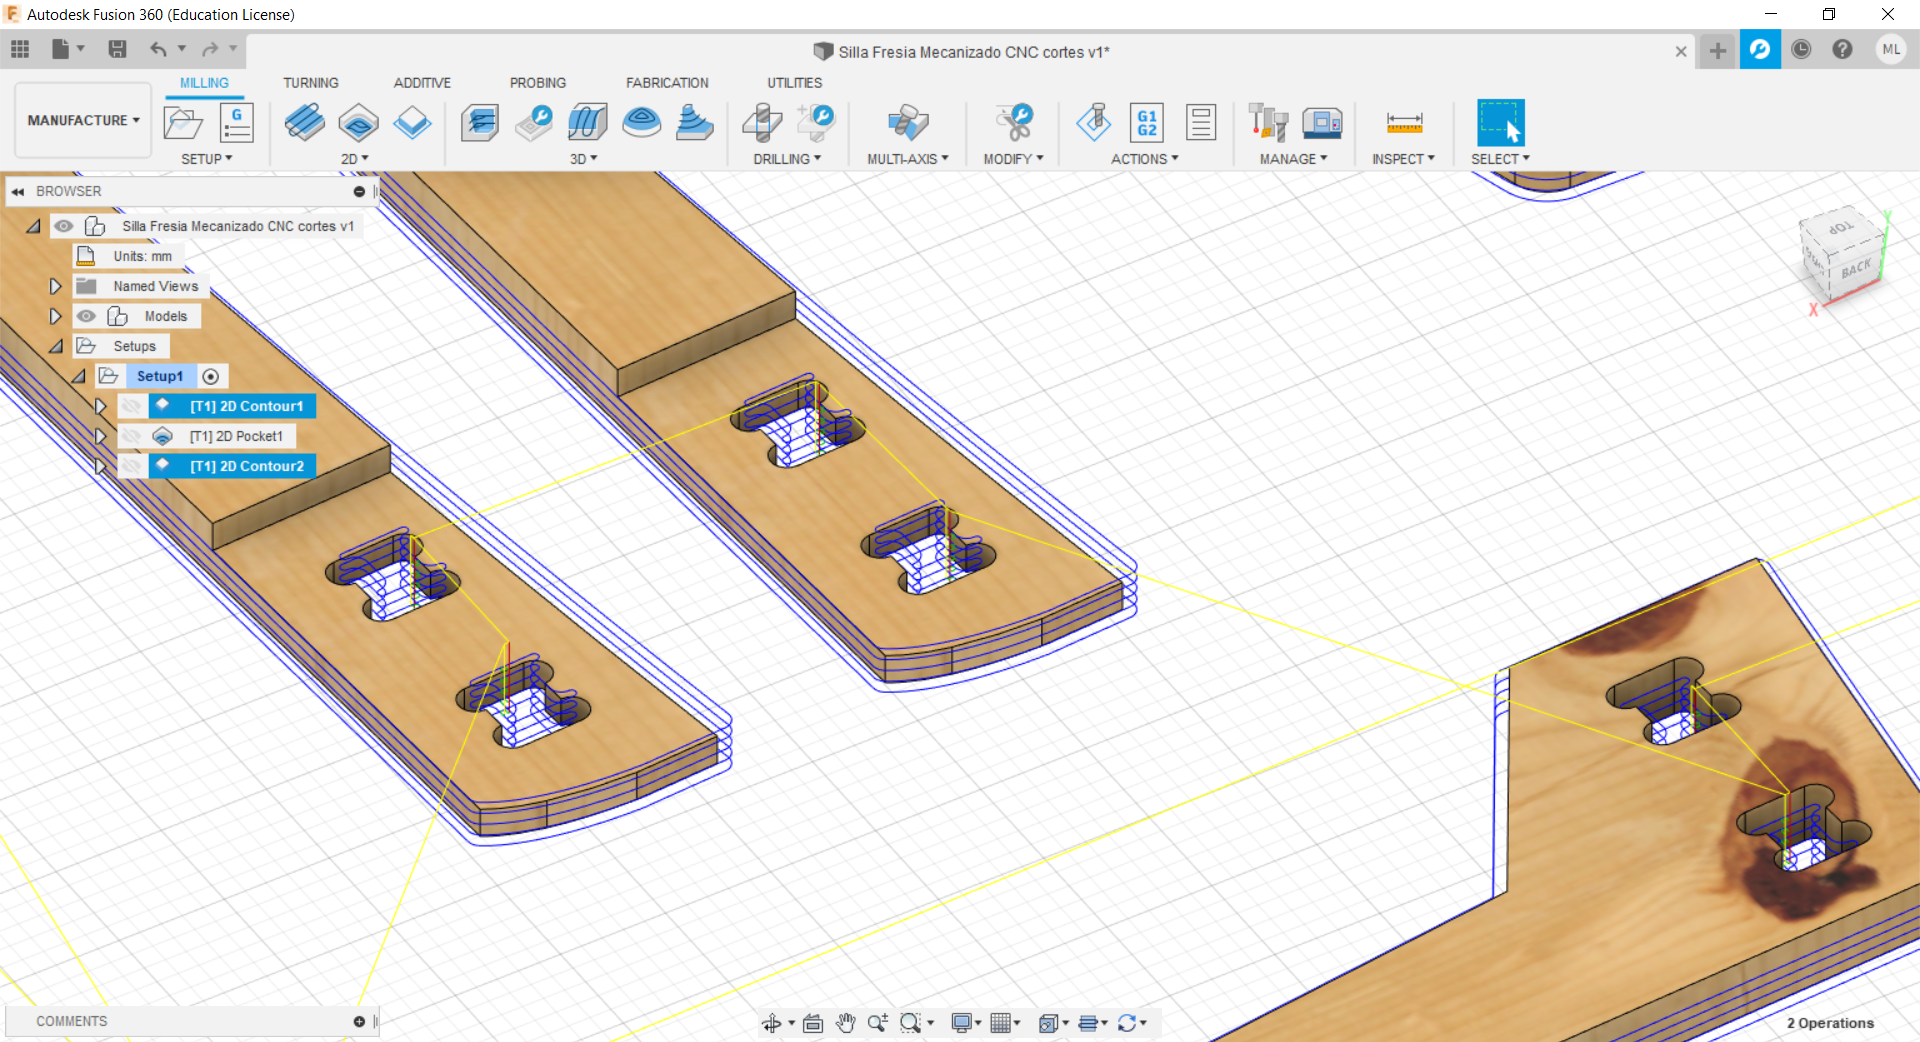 Autodesk Fusion 360 (Education License)
Silla Fresia Mecanizado CNC cortes v1*
ML
MILLING TURNING ADDITIVE PROBING FABRICATION UTILITIES
MANUFACTURE
G
G1
G2
SETUP 2D 3D DRILLING MULTI-AXIS MODIFY ACTIONS MANAGE INSPECT SELECT
BROWSER
Silla Fresia Mecanizado CNC cortes v1
Units: mm
Named Views
Models
Setups
Setup1
[T1] 2D Contour1
[T1] 2D Pocket1
[T1] 2D Contour2
Y
TOP
BACK
X
COMMENTS
2 Operations